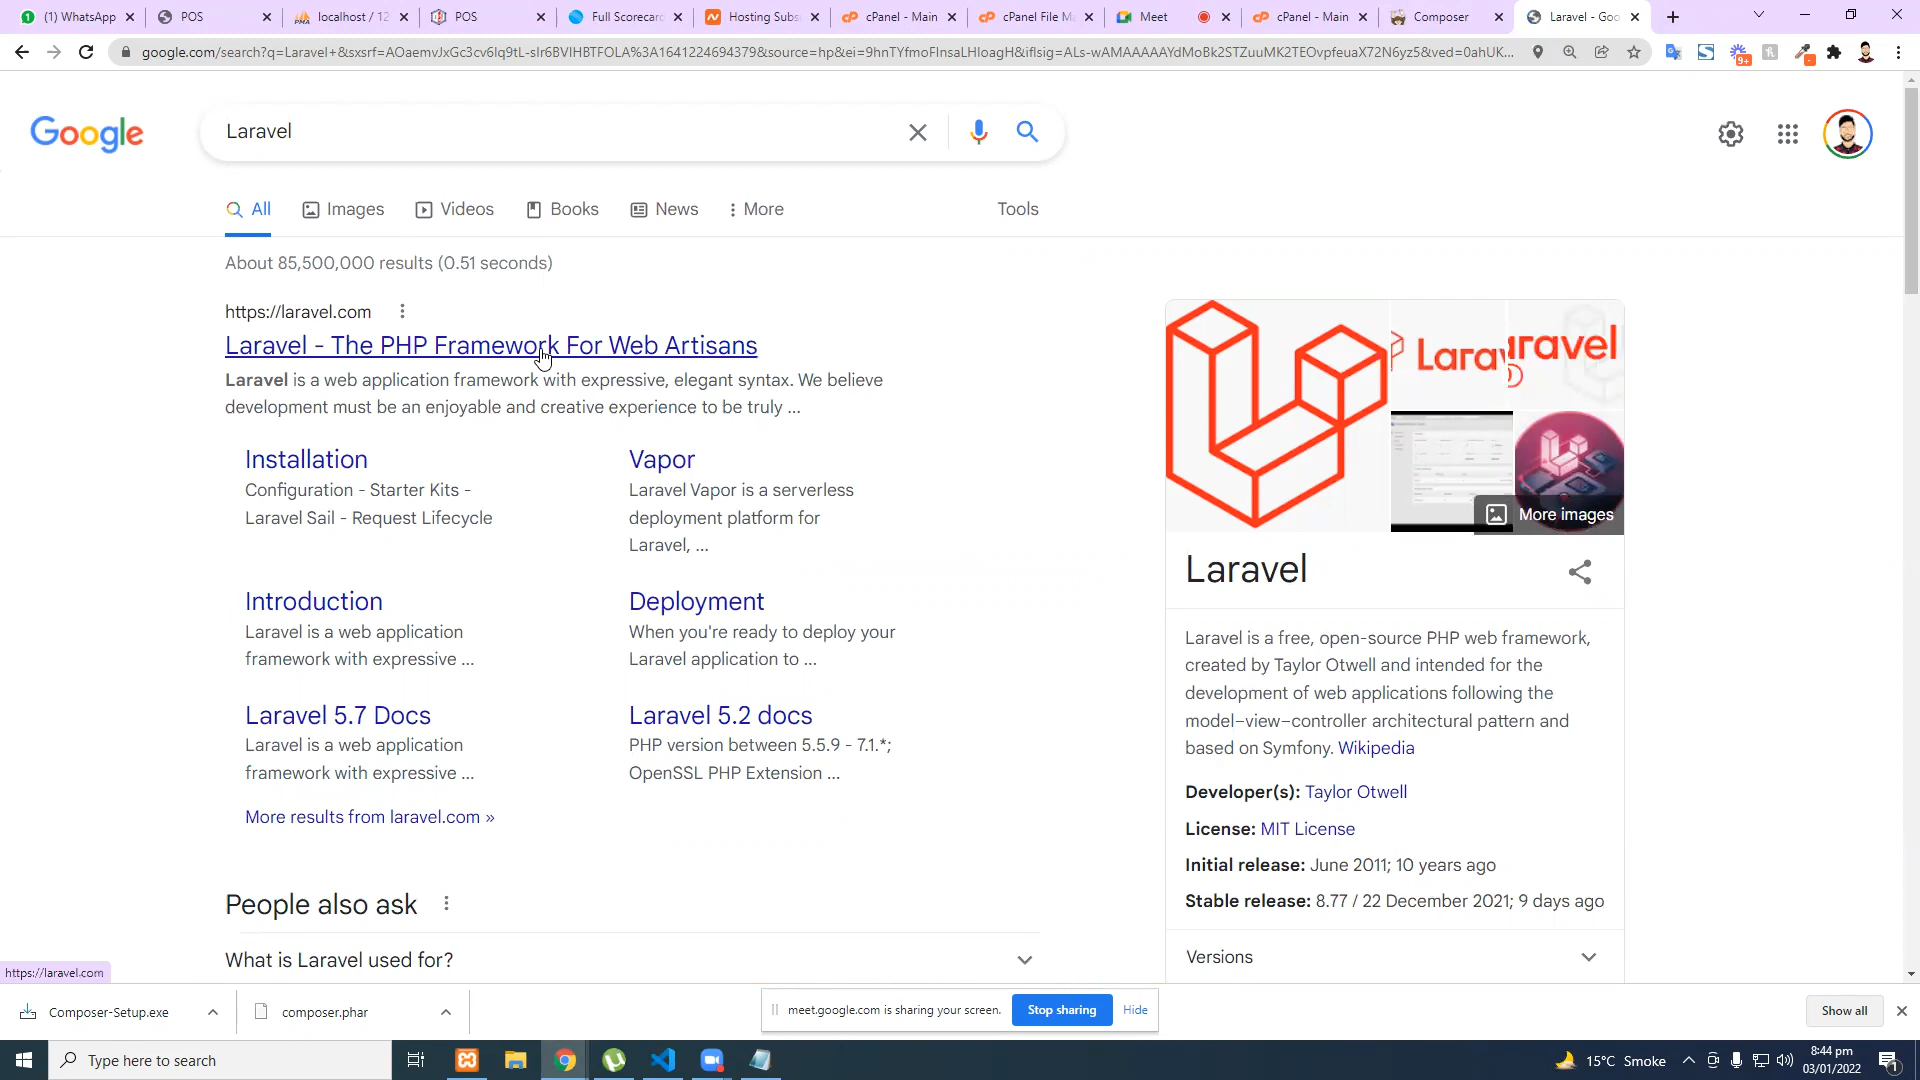 (1) WhatsApp
POS
localhost / 12
POS
Full Scorecar
Hosting Subs
cPanel - Main
cPanel File Ma
Meet
cPanel - Main
Composer
Laravel - Goo
google.com/search?q=Laravel+&sxsrf=AOaemvJxGc3cv6Iq9tL-sIr6BVIHBTFOLA%3A1641224694379&source=hp&ei=9hnTYfmoFInsaLHIoagH&iflsig=ALs-wAMAAAAAYdMoBk2STZuuMK2TEOvpfeuaX72N6yz5&ved=0ahUK...
9+
Google
Laravel
All
Images
Videos
Books
News
More
Tools
About 85,500,000 results (0.51 seconds)
https://laravel.com
Laravel - The PHP Framework For Web Artisans
Laravel is a web application framework with expressive, elegant syntax. We believe
development must be an enjoyable and creative experience to be truly ...
Installation
Configuration - Starter Kits -
Laravel Sail - Request Lifecycle
Vapor
Laravel Vapor is a serverless
deployment platform for
Laravel, ...
Introduction
Laravel is a web application
framework with expressive ...
Deployment
When you're ready to deploy your
Laravel application to ...
Laravel 5.7 Docs
Laravel is a web application
framework with expressive ...
Laravel 5.2 docs
PHP version between 5.5.9 - 7.1.*;
OpenSSL PHP Extension ...
More results from laravel.com »
People also ask
What is Laravel used for?
More images
Laravel
Laravel is a free, open-source PHP web framework,
created by Taylor Otwell and intended for the
development of web applications following the
model–view–controller architectural pattern and
based on Symfony. Wikipedia
Developer(s): Taylor Otwell
License: MIT License
Initial release: June 2011; 10 years ago
Stable release: 8.77 / 22 December 2021; 9 days ago
Versions
https://laravel.com
Composer-Setup.exe
composer.phar
meet.google.com is sharing your screen.
Stop sharing
Hide
Show all
Type here to search
15°C Smoke
8:44 pm
03/01/2022
1